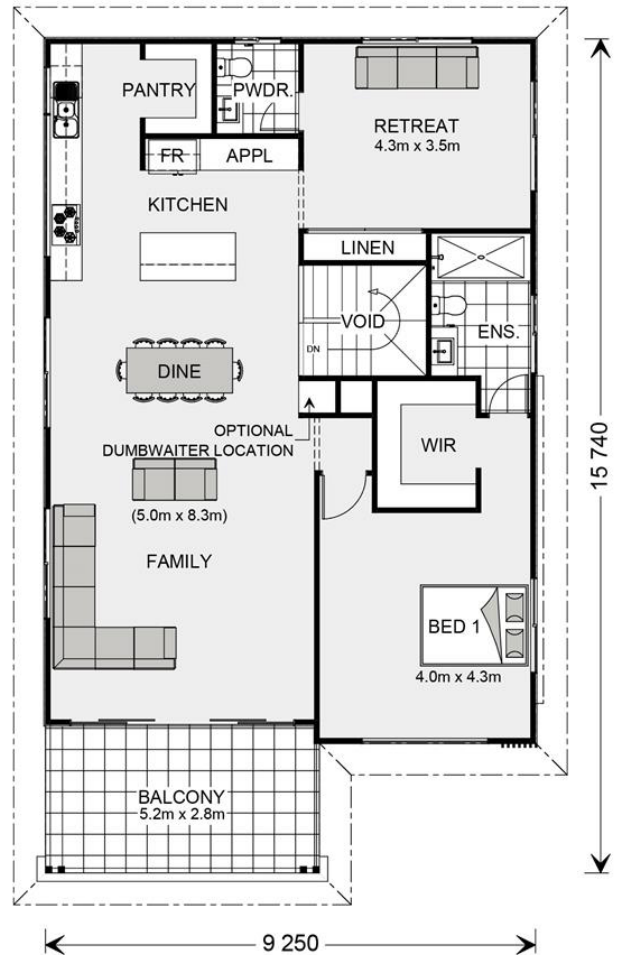 PANTRY
PWDR.
RETREAT
4.3m x 3.5m
FR
APPL
KITCHEN
LINEN
VOID
DN
ENS.
DINE
OPTIONAL
DUMBWAITER LOCATION
WIR
(5.0m x 8.3m)
FAMILY
BED 1
4.0m x 4.3m
BALCONY
5.2m x 2.8m
15 740
9 250